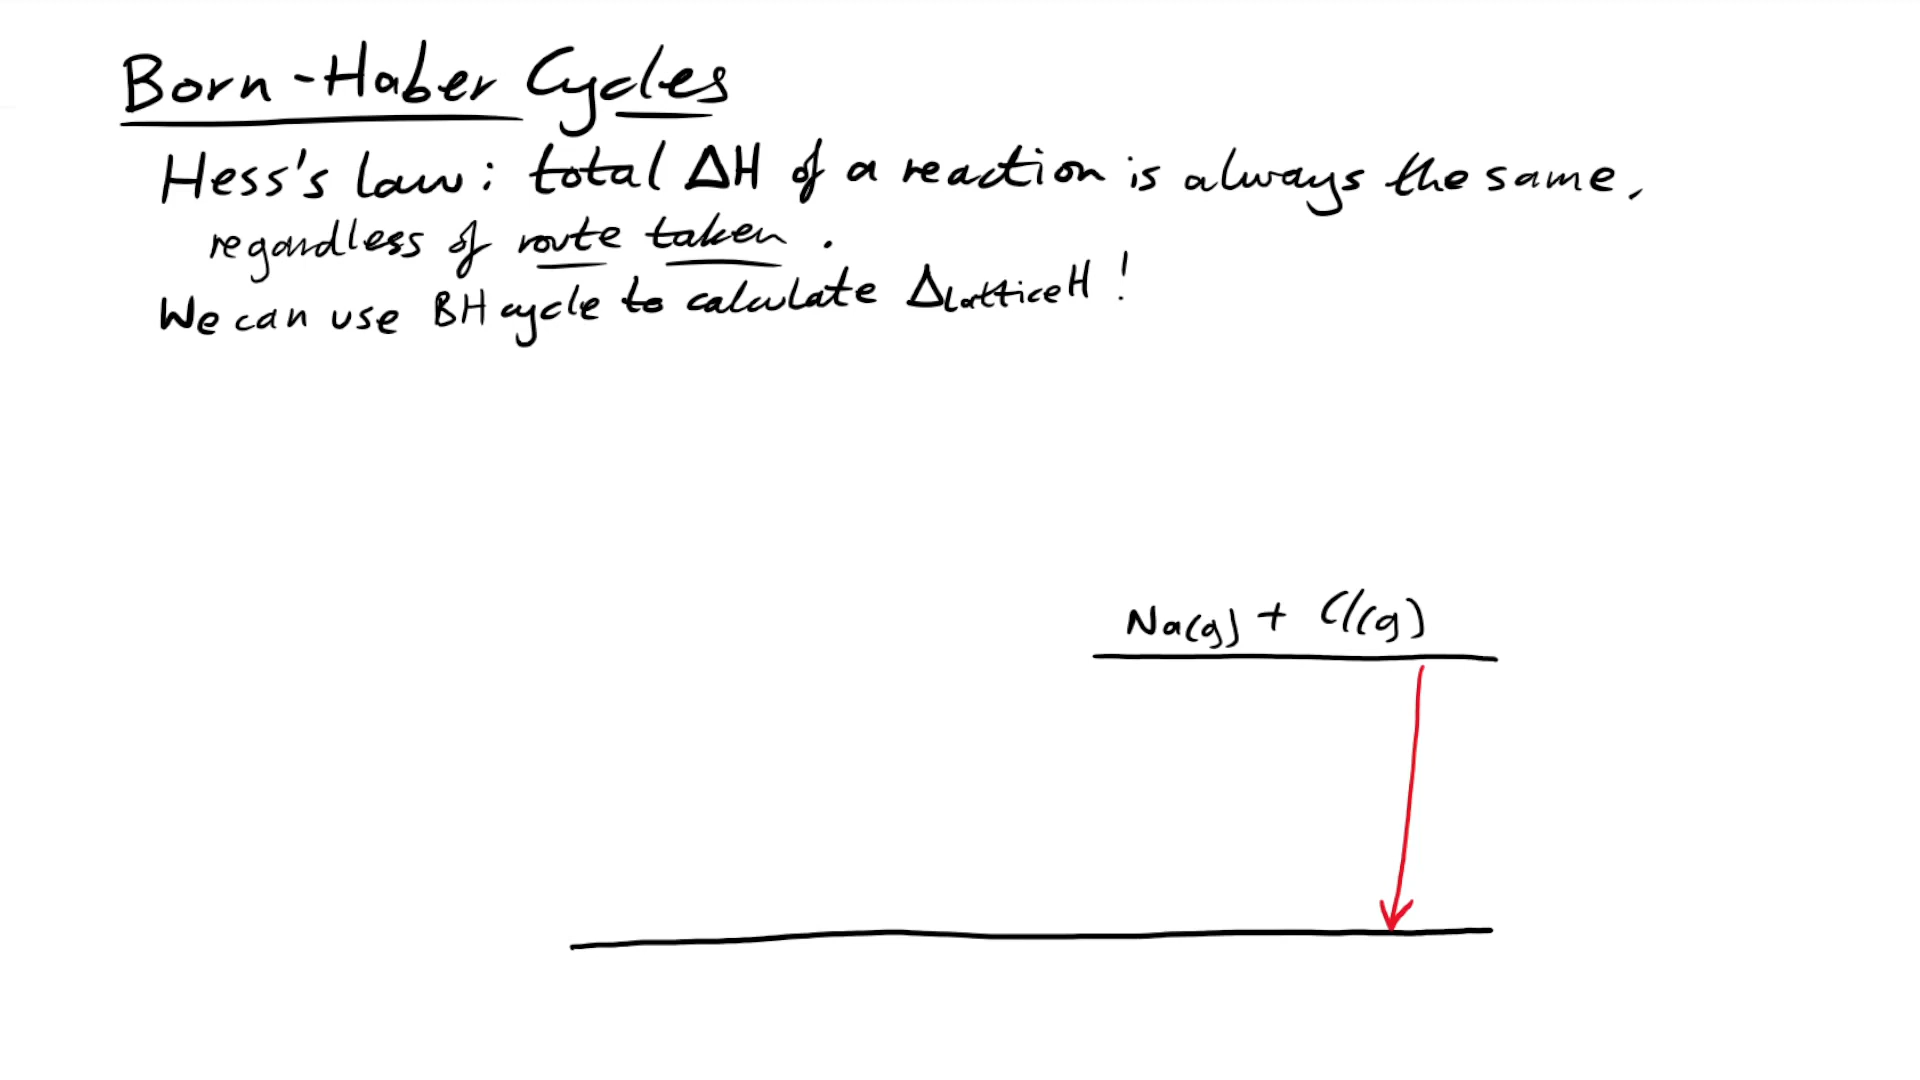 Born-Haber Cycles
Hess's law: total ΔH of a reaction is always the same,
regardless of route taken.
We can use BH cycle to calculate ΔLatticeH!
Na(g) + Cl(g)